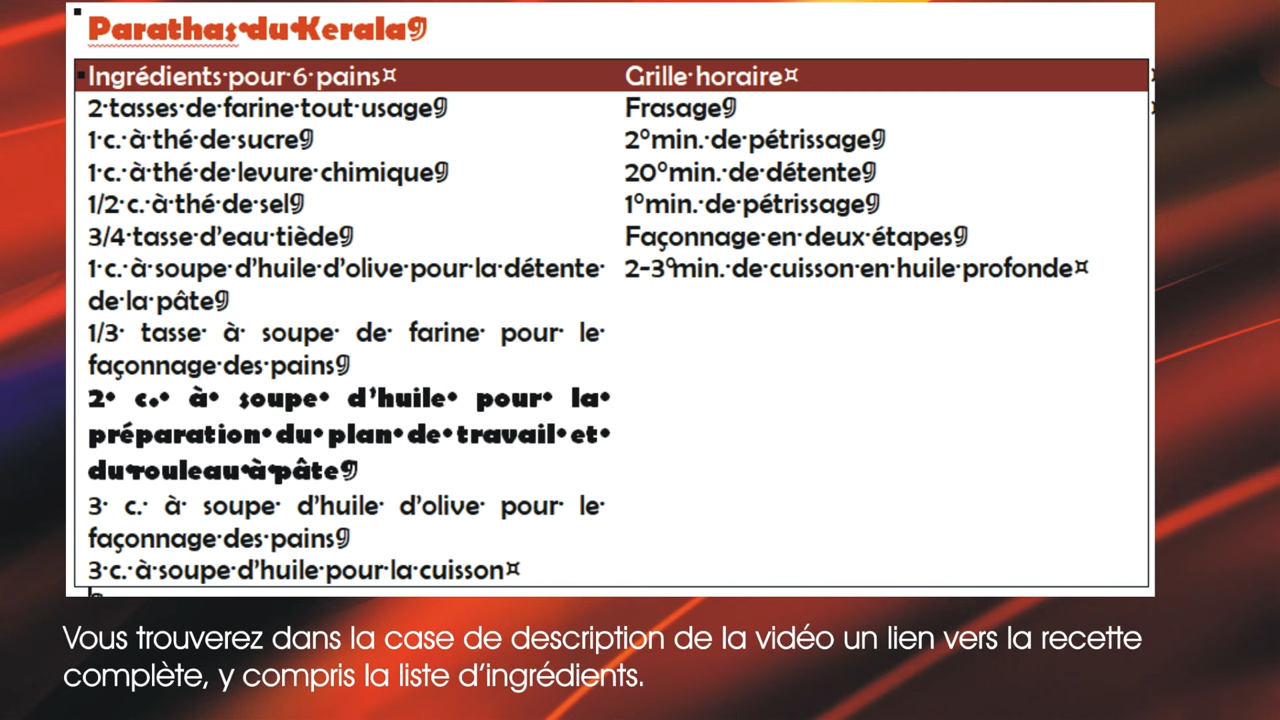 Parathas du Kerala
Ingrédients pour 6 pains
2 tasses de farine tout usage
1 c. à thé de sucre
1 c. à thé de levure chimique
1/2 c. à thé de sel
3/4 tasse d'eau tiède
1 c. à soupe d'huile d'olive pour la détente
de la pâte
1/3 tasse à soupe de farine pour le
façonnage des pains
2 c. à soupe d'huile pour la
préparation du plan de travail et
du rouleau à pâte
3 c. à soupe d'huile d'olive pour le
façonnage des pains
3 c. à soupe d'huile pour la cuisson
Grille horaire
Frasage
2 min. de pétrissage
20 min. de détente
1 min. de pétrissage
Façonnage en deux étapes
2-3 min. de cuisson en huile profonde
Vous trouverez dans la case de description de la vidéo un lien vers la recette
complète, y compris la liste d'ingrédients.